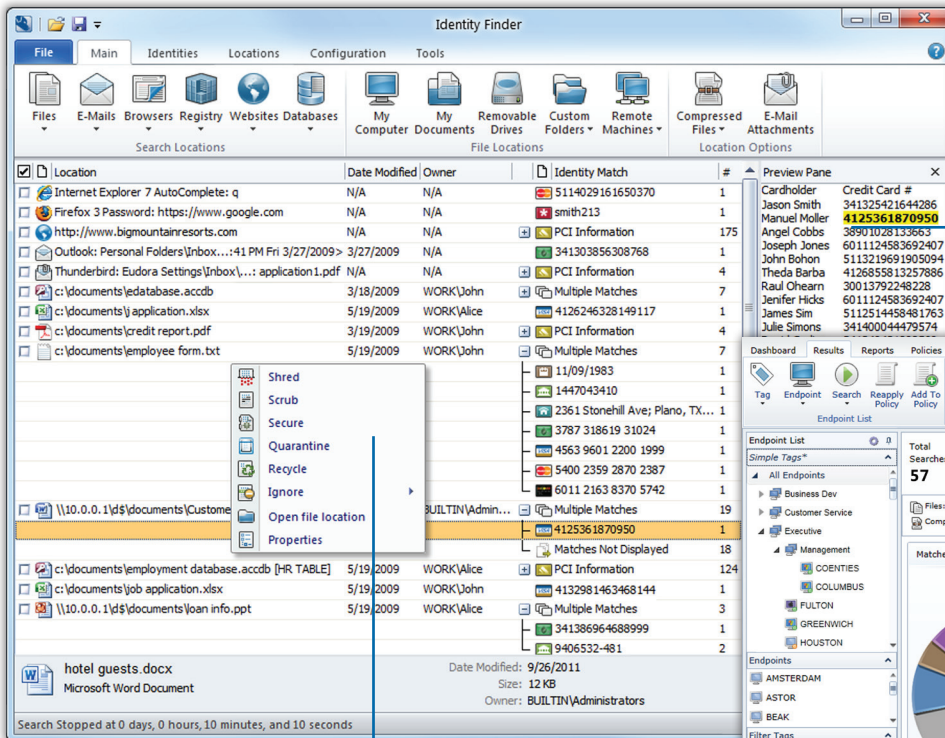 Identity Finder
File Main Identities Locations Configuration Tools
Files E-Mails Browsers Registry Websites Databases My Computer My Documents Removable Drives Custom Folders Remote Machines Compressed Files E-Mail Attachments
Search Locations File Locations Location Options
Location Date Modified Owner Identity Match #
Internet Explorer 7 AutoComplete: q N/A N/A 5114029161650370 1
Firefox 3 Password: https://www.google.com N/A N/A smith213 1
http://www.bigmountainresorts.com N/A N/A PCI Information 175
Outlook: Personal Folders\Inbox...:41 PM Fri 3/27/2009> 3/27/2009 341303856308768 1
Thunderbird: Eudora Settings\Inbox\...: application1.pdf N/A N/A PCI Information 4
c:\documents\edatabase.accdb 3/18/2009 WORK\John Multiple Matches 7
c:\documents\j application.xlsx 5/19/2009 WORK\John 4126246328149117 1
c:\documents\credit report.pdf 3/19/2009 WORK\John PCI Information 4
c:\documents\employee form.txt 5/19/2009 WORK\John Multiple Matches 7
11/09/1983 1
1447043410 1
2361 Stonehill Ave; Plano, TX... 1
3787 318619 31024 1
4563 9601 2200 1999 1
5400 2359 2870 2387 1
6011 2163 8370 5742 1
\\10.0.0.1\d$\documents\Custome BUILTIN\Admin... Multiple Matches 19
4125361870950 1
Matches Not Displayed 18
c:\documents\employment database.accdb [HR TABLE] 5/19/2009 WORK\Alice PCI Information 124
c:\documents\job application.xlsx 5/19/2009 WORK\Alice 4132981463468144 1
\\10.0.0.1\d$\documents\loan info.ppt 5/19/2009 WORK\Alice Multiple Matches 3
341386964688999 1
9406532-481 2
Shred
Scrub
Secure
Quarantine
Recycle
Ignore
Open file location
Properties
hotel guests.docx
Microsoft Word Document
Date Modified: 9/26/2011
Size: 12 KB
Owner: BUILTIN\Administrators
Search Stopped at 0 days, 0 hours, 10 minutes, and 10 seconds
Preview Pane
Cardholder Credit Card #
Jason Smith 341325421644286
Manuel Moller 4125361870950
Angel Cobbs 38901028133663
Joseph Jones 6011124583692407
John Bohon 5113219691905094
Theda Barba 4126855813257886
Raul Ohearn 30013792248228
Jenifer Hicks 6011124583692407
James Sim 5112514458481763
Julie Simons 341400044479574
Dashboard Results Reports Policies
Tag Endpoint Search Reapply Policy Add To Policy
Endpoint List
Endpoint List
Simple Tags*
All Endpoints
Business Dev
Customer Service
Executive
Management
COENTIES
COLUMBUS
FULTON
GREENWICH
HOUSTON
Endpoints
AMSTERDAM
ASTOR
BEAK
Filter Tags
Total
Searches
57
Files:
Comp
Matche